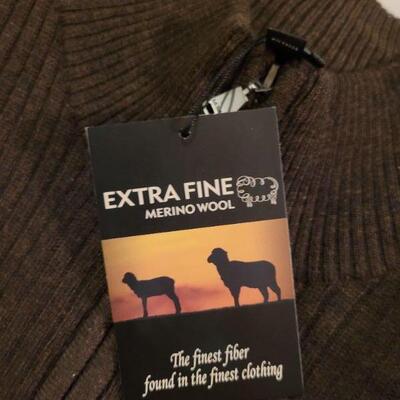 EXTRA FINE
MERINO WOOL
The finest fiber
found in the finest clothing